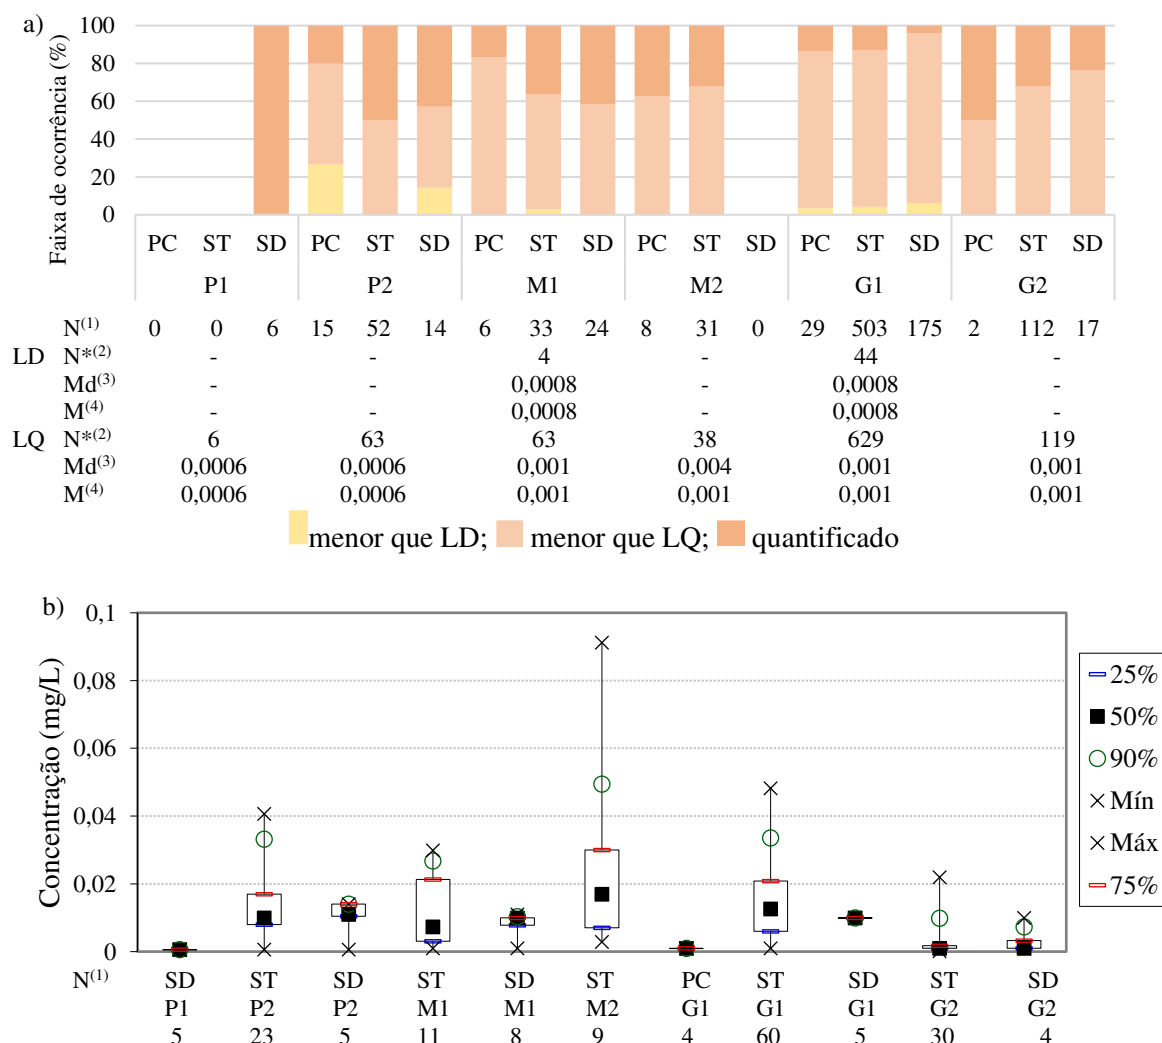 a)
Faixa de ocorrência (%)
100
80
60
40
20
0
PC ST SD PC ST SD PC ST SD PC ST SD PC ST SD PC ST SD
P1 P2 M1 M2 G1 G2
N(1) 0 0 6 15 52 14 6 33 24 8 31 0 29 503 175 2 112 17
LD N*(2) - - 4 - 44 -
Md(3) - - 0,0008 - 0,0008 -
M(4) - - 0,0008 - 0,0008 -
LQ N*(2) 6 63 63 38 629 119
Md(3) 0,0006 0,0006 0,001 0,004 0,001 0,001
M(4) 0,0006 0,0006 0,001 0,001 0,001 0,001
menor que LD; menor que LQ; quantificado
b)
Concentração (mg/L)
0,1
0,08
0,06
0,04
0,02
0
25%
50%
90%
Mín
Máx
75%
N(1) SD ST SD ST SD ST PC ST SD ST SD
P1 P2 P2 M1 M1 M2 G1 G1 G1 G2 G2
5 23 5 11 8 9 4 60 5 30 4